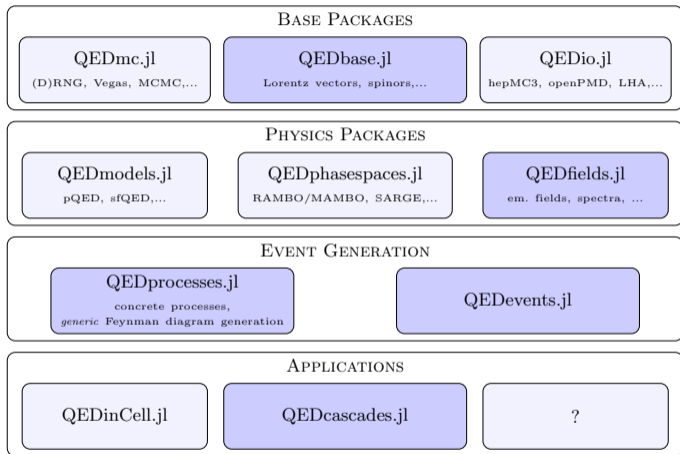 BASE PACKAGES
QEDmc.jl
(D)RNG, Vegas, MCMC,...
QEDbase.jl
Lorentz vectors, spinors,...
QEDio.jl
hepMC3, openPMD, LHA,...
PHYSICS PACKAGES
QEDmodels.jl
pQED, sfQED,...
QEDphasespaces.jl
RAMBO/MAMBO, SARGE,...
QEDfields.jl
em. fields, spectra, ...
EVENT GENERATION
QEDprocesses.jl
concrete processes,
generic Feynman diagram generation
QEDevents.jl
APPLICATIONS
QEDinCell.jl
QEDcascades.jl
?